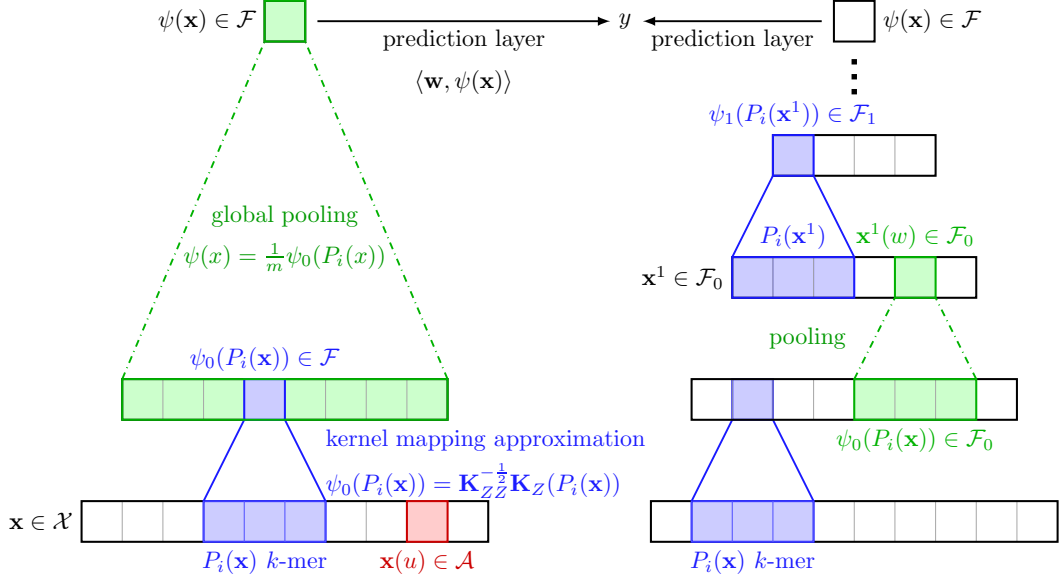 ψ(𝐱) ∈ ℱ
y
ψ(𝐱) ∈ ℱ
prediction layer
prediction layer
⟨𝐰, ψ(𝐱)⟩
ψ₁(Pᵢ(𝐱¹)) ∈ ℱ₁
global pooling
ψ(x) = 1/m ψ₀(Pᵢ(x))
Pᵢ(𝐱¹)
𝐱¹(w) ∈ ℱ₀
𝐱¹ ∈ ℱ₀
pooling
ψ₀(Pᵢ(𝐱)) ∈ ℱ
kernel mapping approximation
ψ₀(Pᵢ(𝐱)) ∈ ℱ₀
ψ₀(Pᵢ(𝐱)) = 𝐊_{ZZ}^{-1/2} 𝐊_Z(Pᵢ(𝐱))
𝐱 ∈ 𝒳
Pᵢ(𝐱) k-mer
𝐱(u) ∈ 𝒜
Pᵢ(𝐱) k-mer